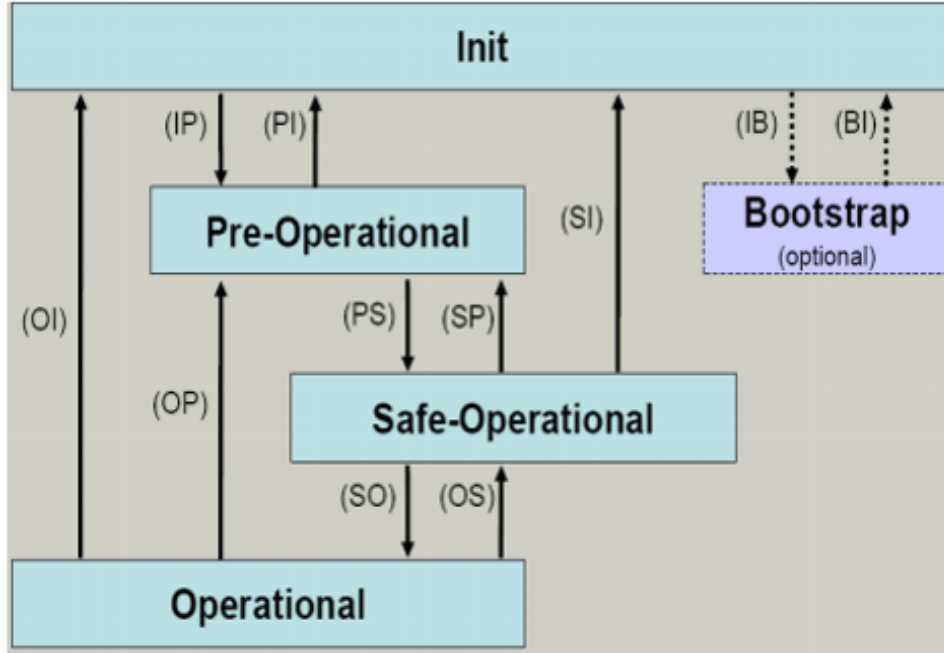 Init
(IP)
(PI)
(IB)
(BI)
Pre-Operational
(SI)
Bootstrap
(optional)
(OI)
(PS)
(SP)
(OP)
Safe-Operational
(SO)
(OS)
Operational